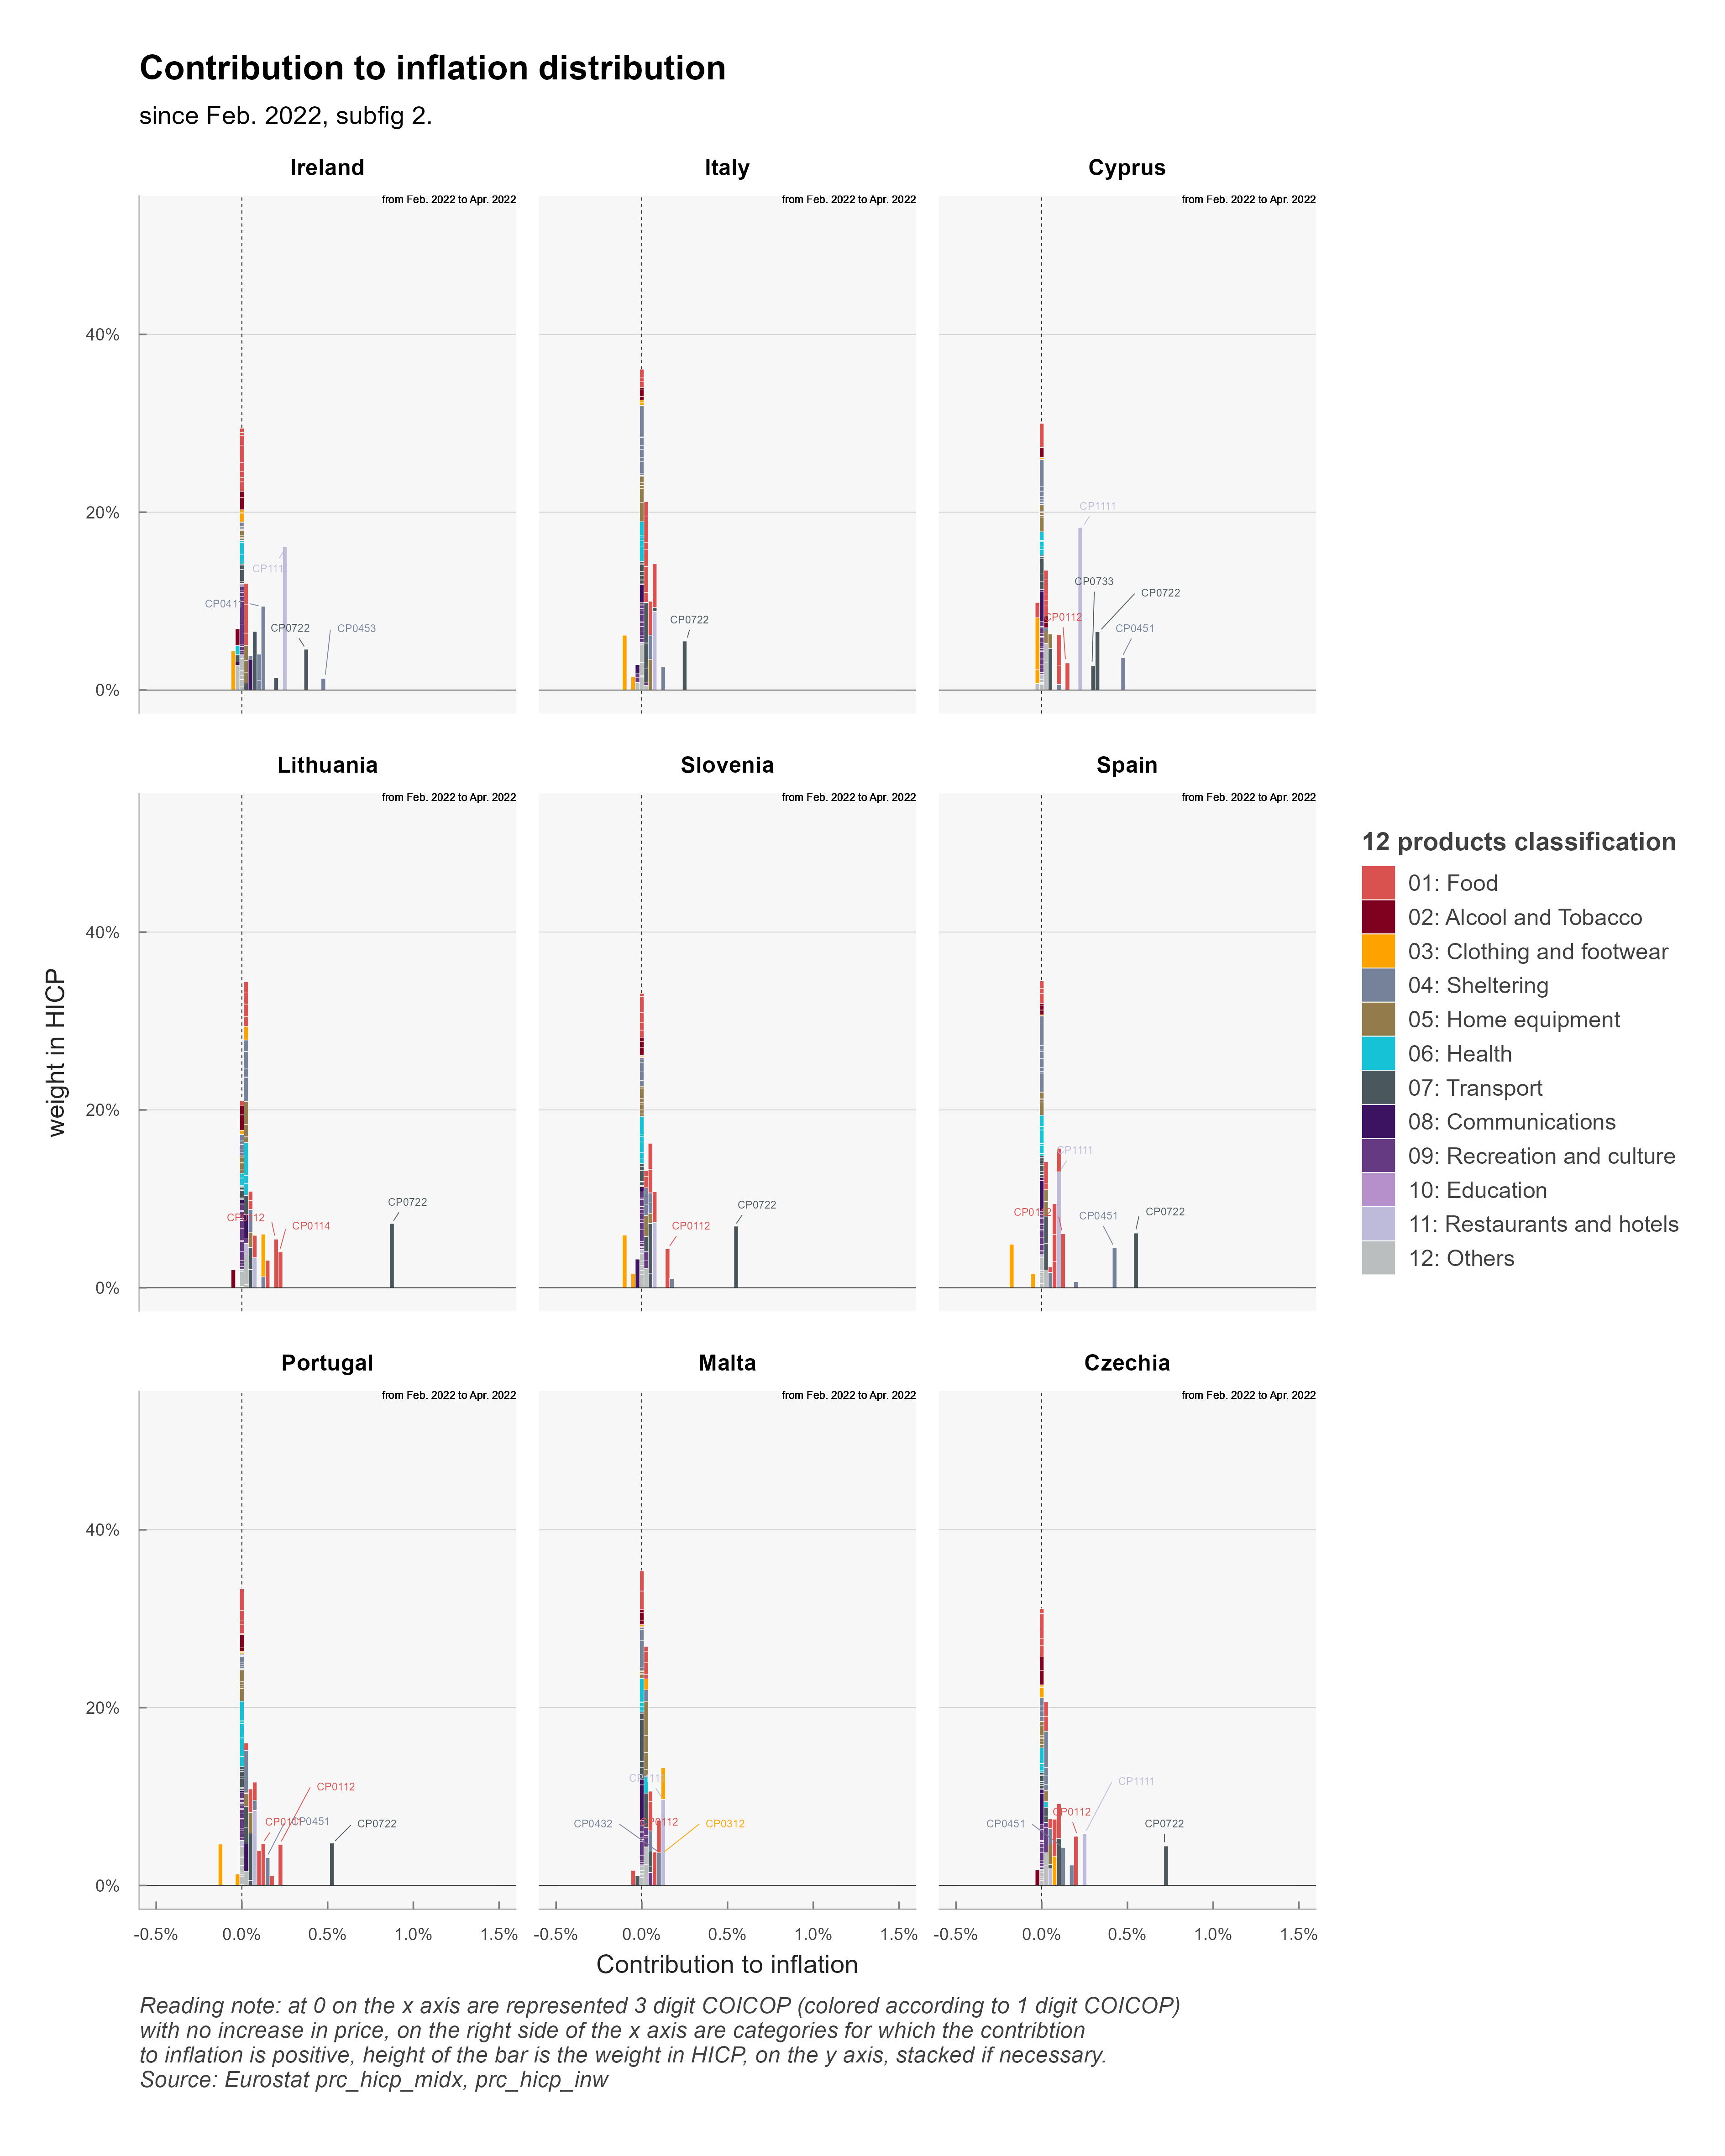 Contribution to inflation distribution
since Feb. 2022, subfig 2.
Ireland
Italy
Cyprus
from Feb. 2022 to Apr. 2022
from Feb. 2022 to Apr. 2022
from Feb. 2022 to Apr. 2022
40%
20%
0%
CP0722
CP0453
CP0722
CP1111
CP0733
CP0722
CP0112
CP0451
Lithuania
Slovenia
Spain
from Feb. 2022 to Apr. 2022
from Feb. 2022 to Apr. 2022
from Feb. 2022 to Apr. 2022
40%
20%
0%
CP0114
CP0722
CP0112
CP0722
CP1111
CP0451
CP0722
weight in HICP
12 products classification
01: Food
02: Alcool and Tobacco
03: Clothing and footwear
04: Sheltering
05: Home equipment
06: Health
07: Transport
08: Communications
09: Recreation and culture
10: Education
11: Restaurants and hotels
12: Others
Portugal
Malta
Czechia
from Feb. 2022 to Apr. 2022
from Feb. 2022 to Apr. 2022
from Feb. 2022 to Apr. 2022
40%
20%
0%
CP0112
CP0451
CP0722
CP0432
CP0312
CP0451
CP0112
CP1111
CP0722
-0.5% 0.0% 0.5% 1.0% 1.5%
-0.5% 0.0% 0.5% 1.0% 1.5%
-0.5% 0.0% 0.5% 1.0% 1.5%
Contribution to inflation
Reading note: at 0 on the x axis are represented 3 digit COICOP (colored according to 1 digit COICOP)
with no increase in price, on the right side of the x axis are categories for which the contribtion
to inflation is positive, height of the bar is the weight in HICP, on the y axis, stacked if necessary.
Source: Eurostat prc_hicp_midx, prc_hicp_inw